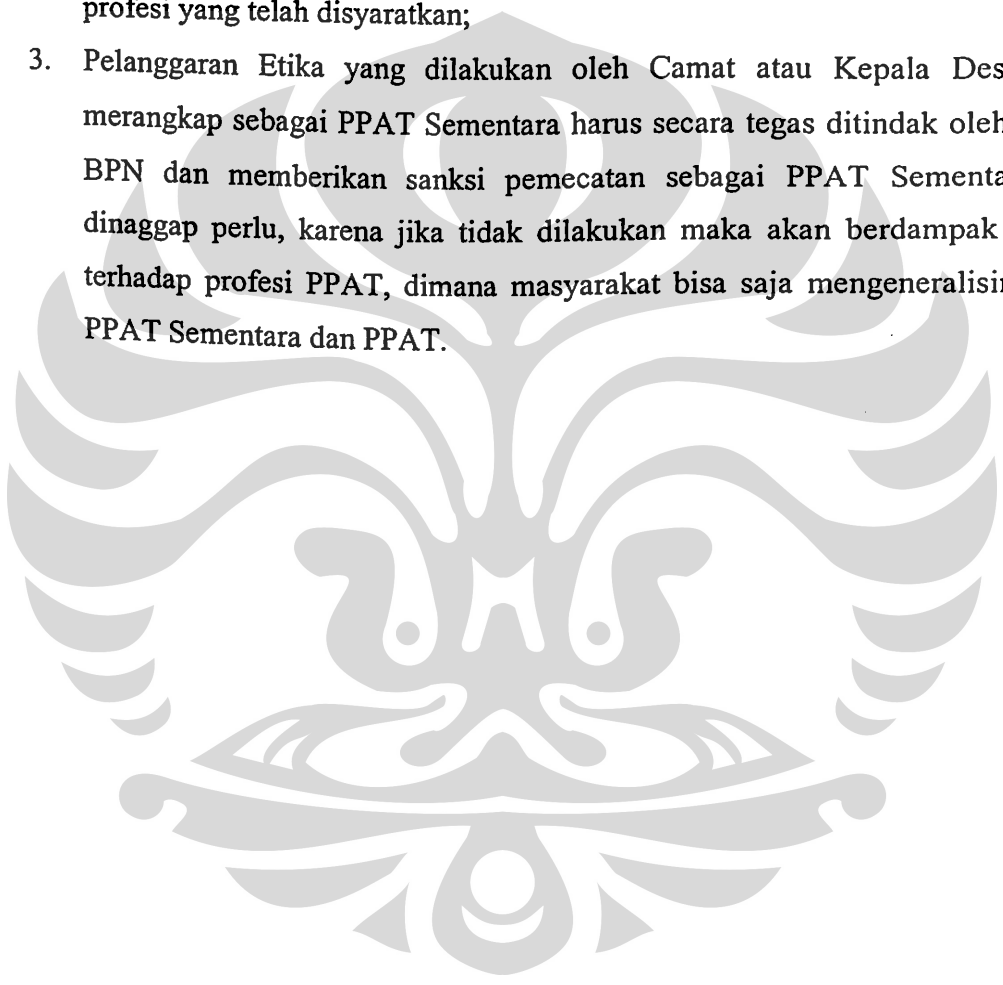 profesi yang telah disyaratkan;
3. Pelanggaran Etika yang dilakukan oleh Camat atau Kepala Des
merangkap sebagai PPAT Sementara harus secara tegas ditindak oleh
BPN dan memberikan sanksi pemecatan sebagai PPAT Sementa
dinaggap perlu, karena jika tidak dilakukan maka akan berdampak
terhadap profesi PPAT, dimana masyarakat bisa saja mengeneralisir
PPAT Sementara dan PPAT.